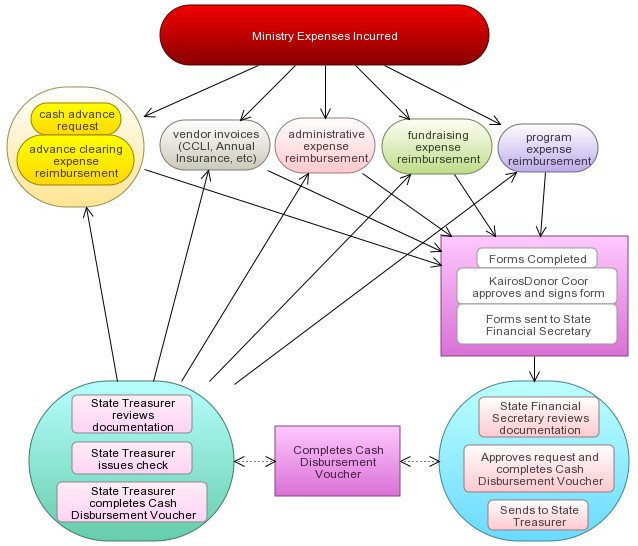 Ministry Expenses Incurred
cash advance
request
advance clearing
expense
reimbursement
vendor invoices
(CCLI, Annual
Insurance, etc)
administrative
expense
reimbursement
fundraising
expense
reimbursement
program
expense
reimbursement
Forms Completed
KairosDonor Coor
approves and signs form
Forms sent to State
Financial Secretary
State Treasurer
reviews
documentation
State Treasurer
issues check
State Treasurer
completes Cash
Disbursement Voucher
Completes Cash
Disbursement
Voucher
State Financial
Secretary reviews
documentation
Approves request and
completes Cash
Disbursement Voucher
Sends to State
Treasurer